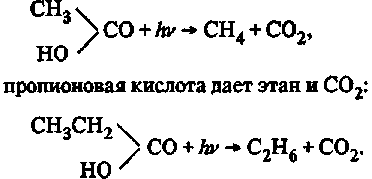 CH₃
CO + hν → CH₄ + CO₂,
HO
пропионовая кислота дает этан и CO₂:
CH₃CH₂
CO + hν → C₂H₆ + CO₂.
HO